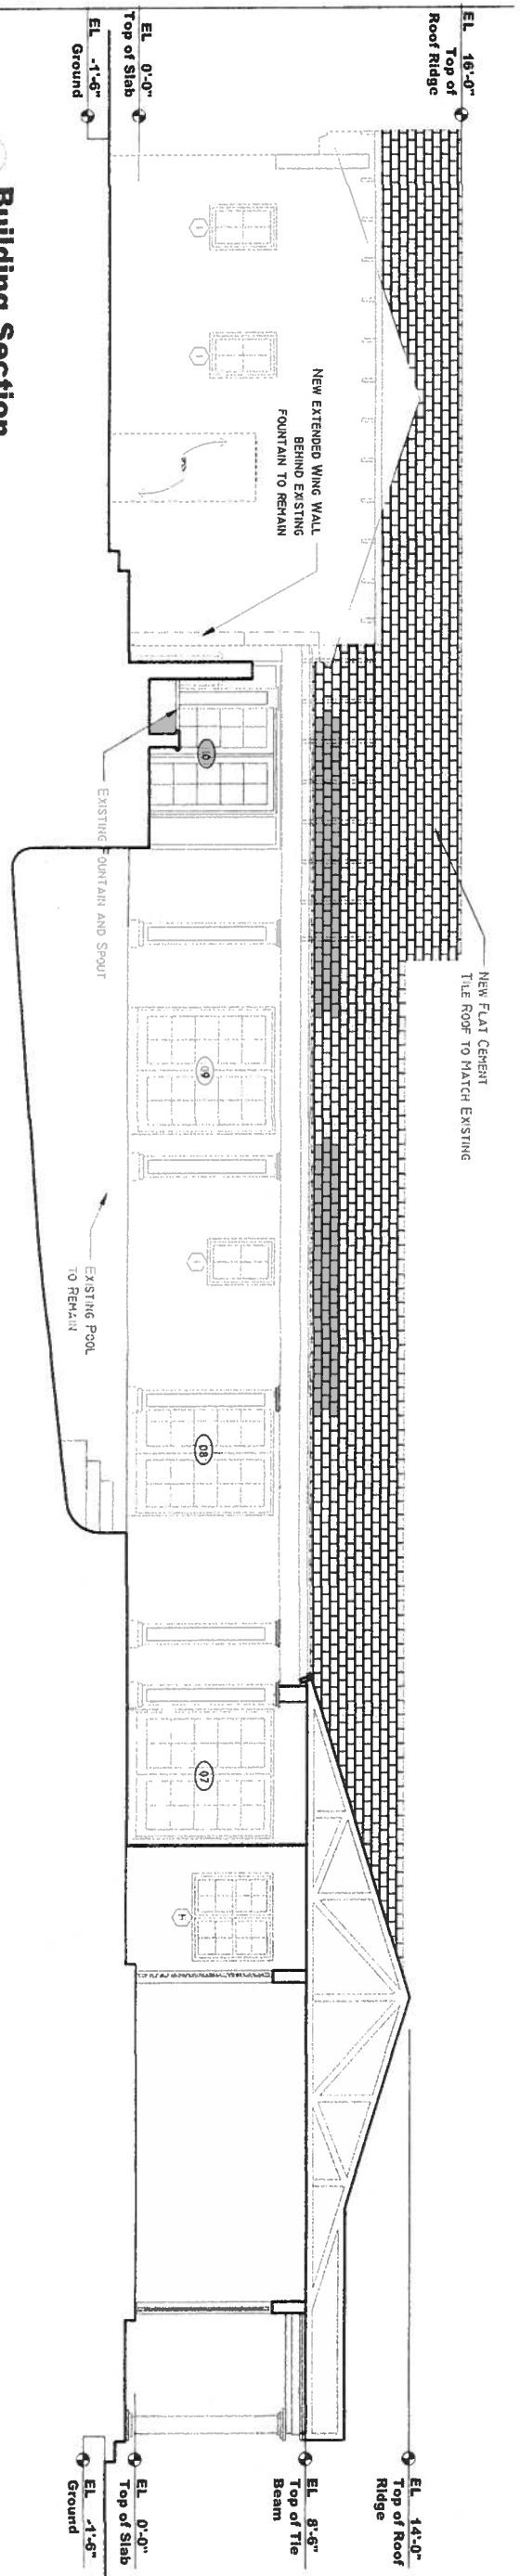 EL 16'-0"
Top of
Roof Ridge
EL 0'-0"
Top of Slab
EL -1'-6"
Ground
NEW EXTENDED WING WALL
BEHIND EXISTING
FOUNTAIN TO REMAIN
NEW FLAT CEMENT
TILE ROOF TO MATCH EXISTING
EXISTING FOUNTAIN AND SPOUT
EXISTING POOL
TO REMAIN
10
09
08
07
H
EL 14'-0"
Top of Roof
Ridge
EL 8'-6"
Top of Tie
Beam
EL 0'-0"
Top of Slab
EL -1'-6"
Ground
Building Section